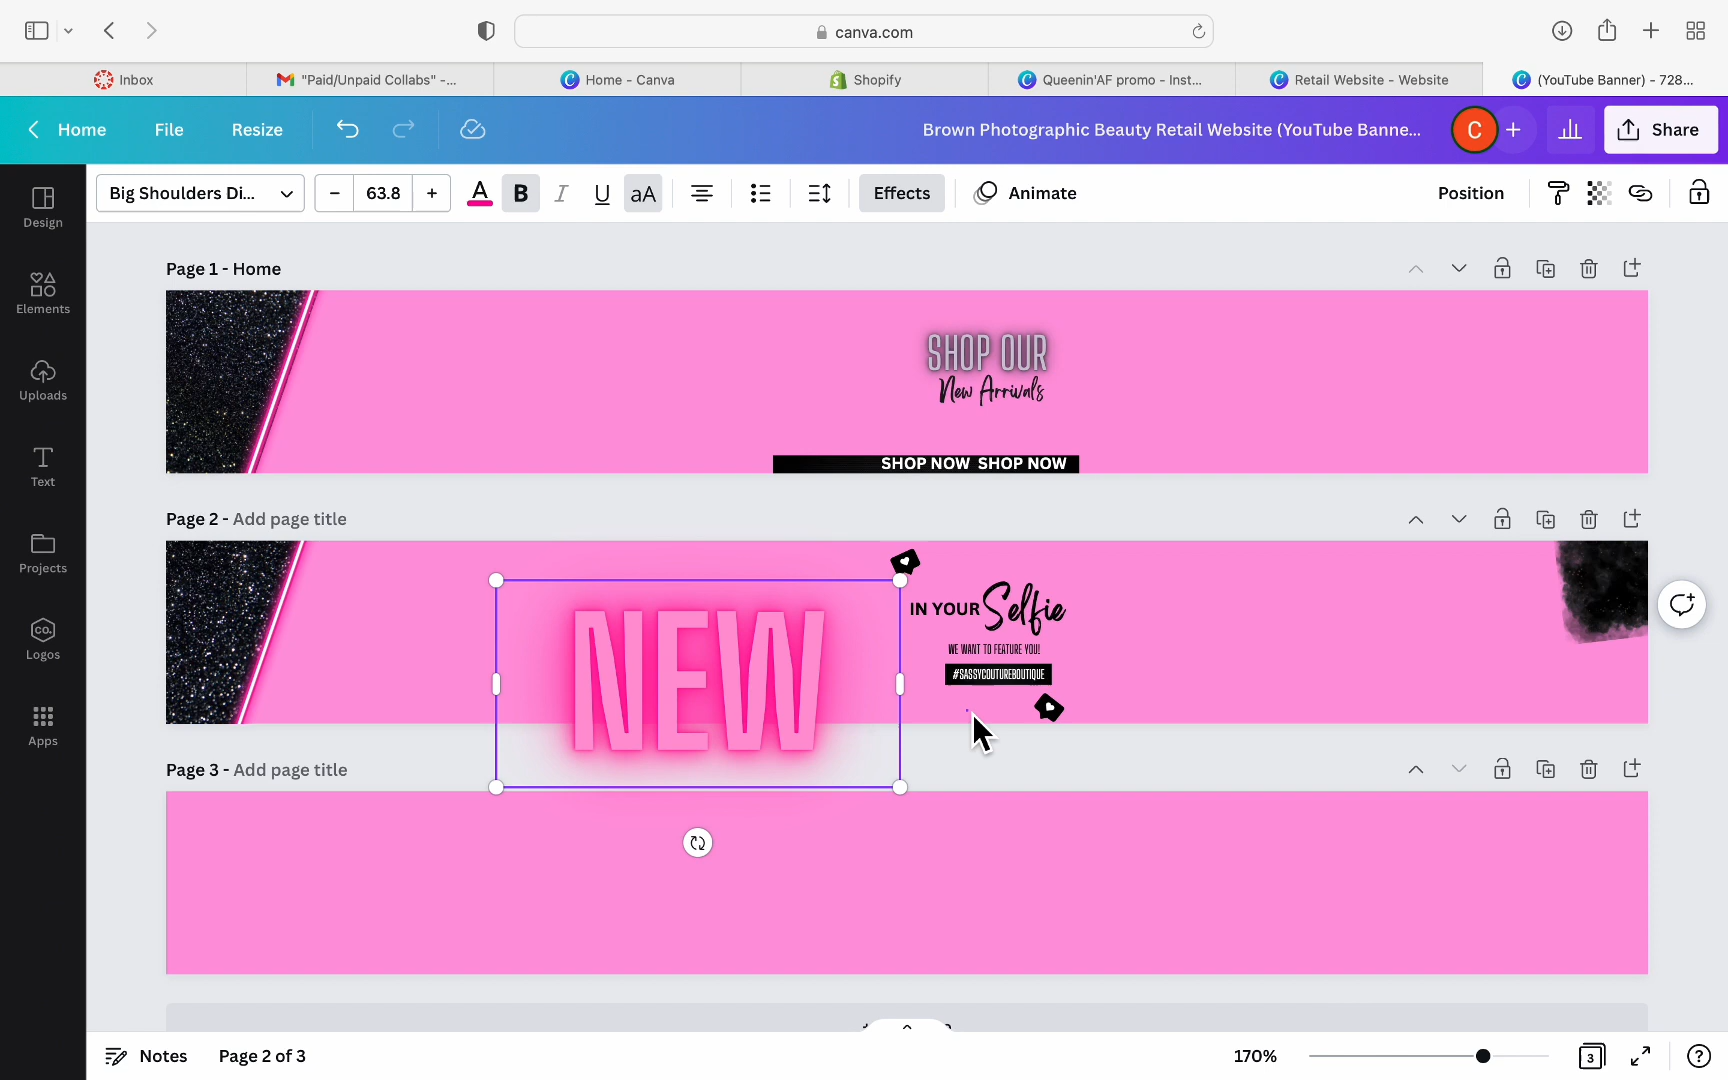 canva.com
Inbox
"Paid/Unpaid Collabs" -...
Home - Canva
Shopify
Queenin'AF promo - Inst...
Retail Website - Website
(YouTube Banner) - 728...
Home
File
Resize
Brown Photographic Beauty Retail Website (YouTube Banne...
C
Share
Big Shoulders Di...
63.8
A
B
I
U
aA
Effects
Animate
Position
Design
Elements
Uploads
Text
Projects
CO.
Logos
Apps
Page 1 - Home
SHOP OUR
New Arrivals
SHOP NOW SHOP NOW
Page 2 - Add page title
NEW
IN YOUR Selfie
WE WANT TO FEATURE YOU!
#SASSYCOUTUREBOUTIQUE
Page 3 - Add page title
Notes
Page 2 of 3
170%
3
?